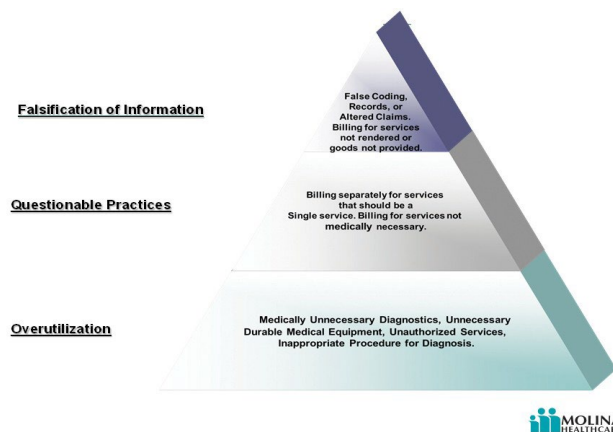 Falsification of Information
False Coding,
Records, or
Altered Claims.
Billing for services
not rendered or
goods not provided.
Questionable Practices
Billing separately for services
that should be a
Single service. Billing for services not
medically necessary.
Overutilization
Medically Unnecessary Diagnostics, Unnecessary
Durable Medical Equipment, Unauthorized Services,
Inappropriate Procedure for Diagnosis.